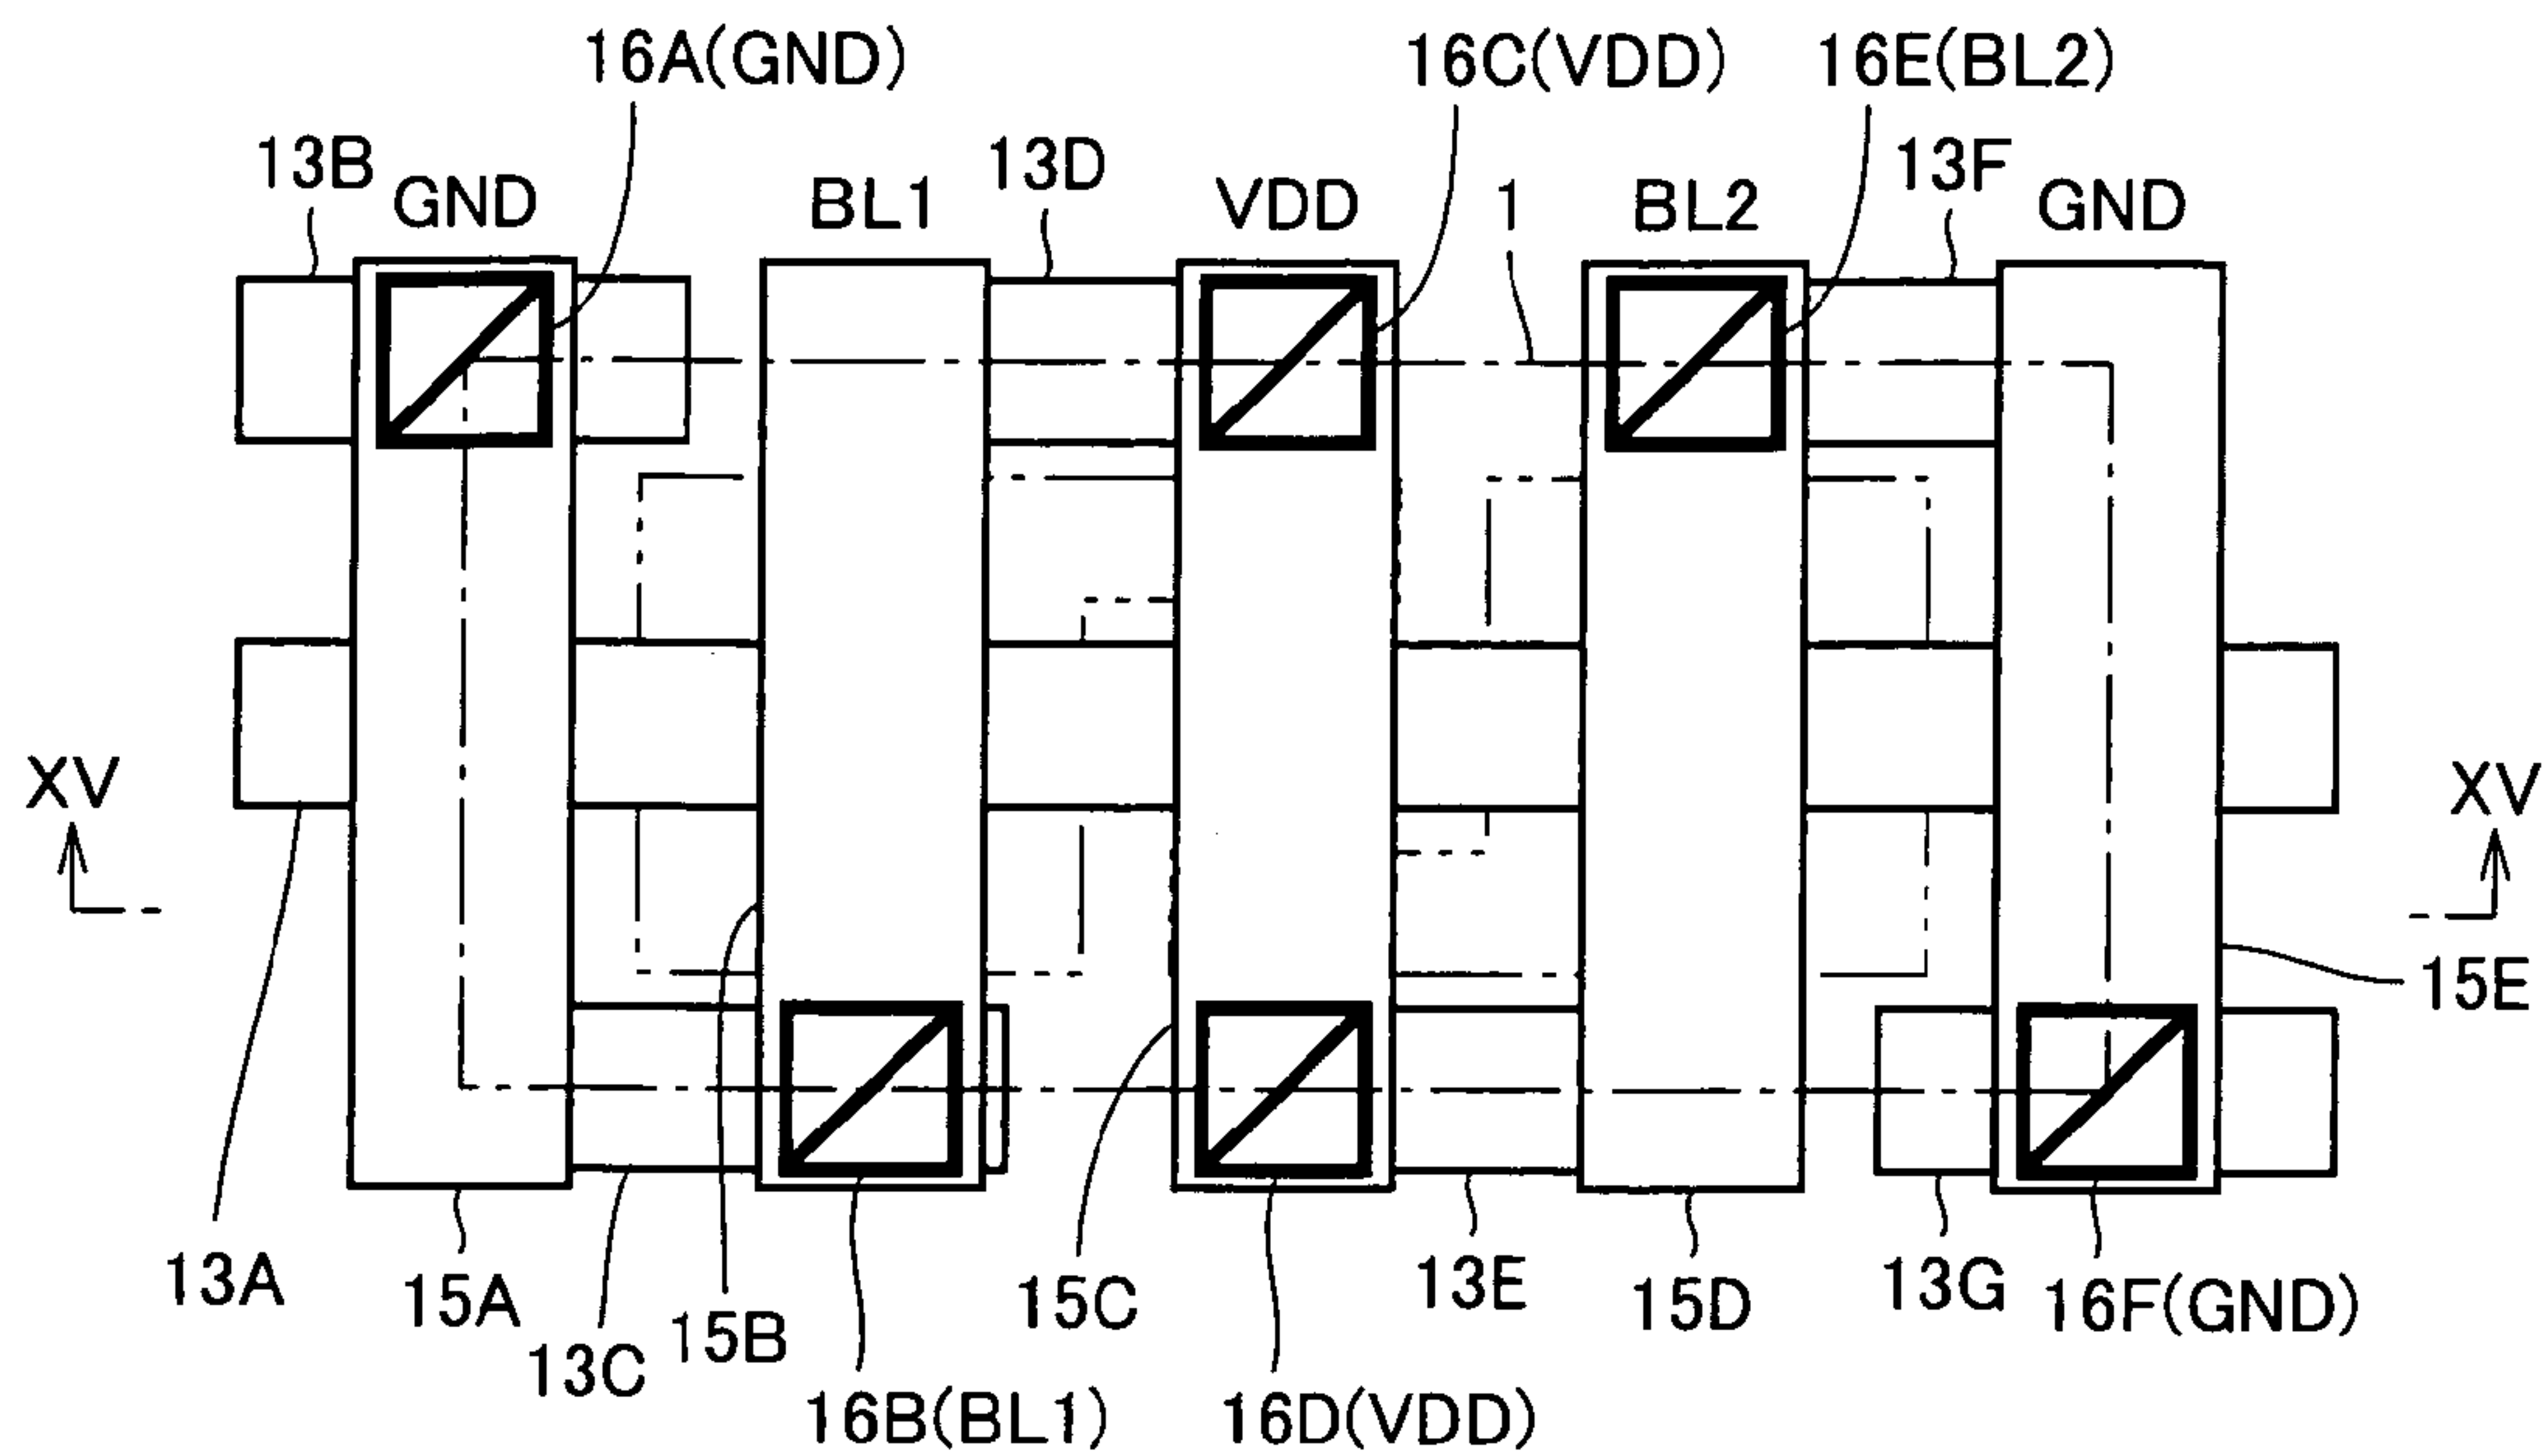 16A(GND) 16C(VDD) 16E(BL2)
13B GND BL1 13D VDD 1 BL2 13F GND
XV XV
15E
13A 15A 13C 15B 15C 13E 15D 13G 16F(GND)
16B(BL1) 16D(VDD)